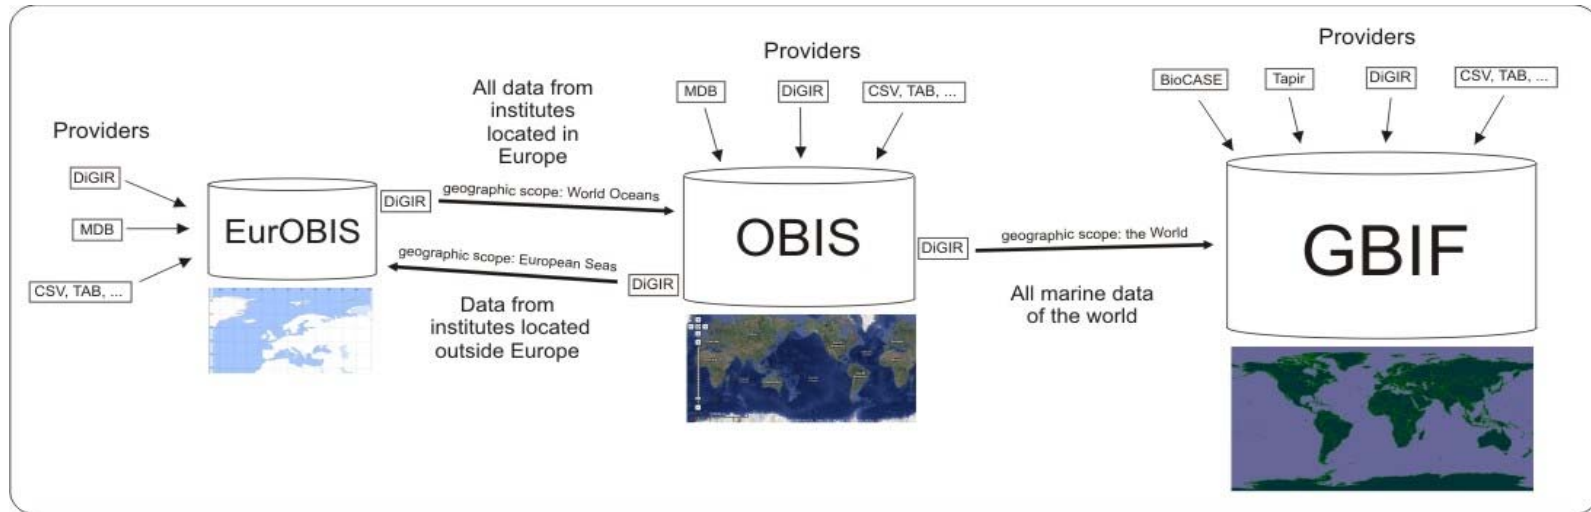 Providers
DiGIR
MDB
CSV, TAB, ...
EurOBIS
All data from
institutes
located in
Europe
DiGIR
geographic scope: World Oceans
geographic scope: European Seas
DiGIR
Data from
institutes located
outside Europe
Providers
MDB
DiGIR
CSV, TAB, ...
OBIS
DiGIR
geographic scope: the World
All marine data
of the world
Providers
BioCASE
Tapir
DiGIR
CSV, TAB, ...
GBIF